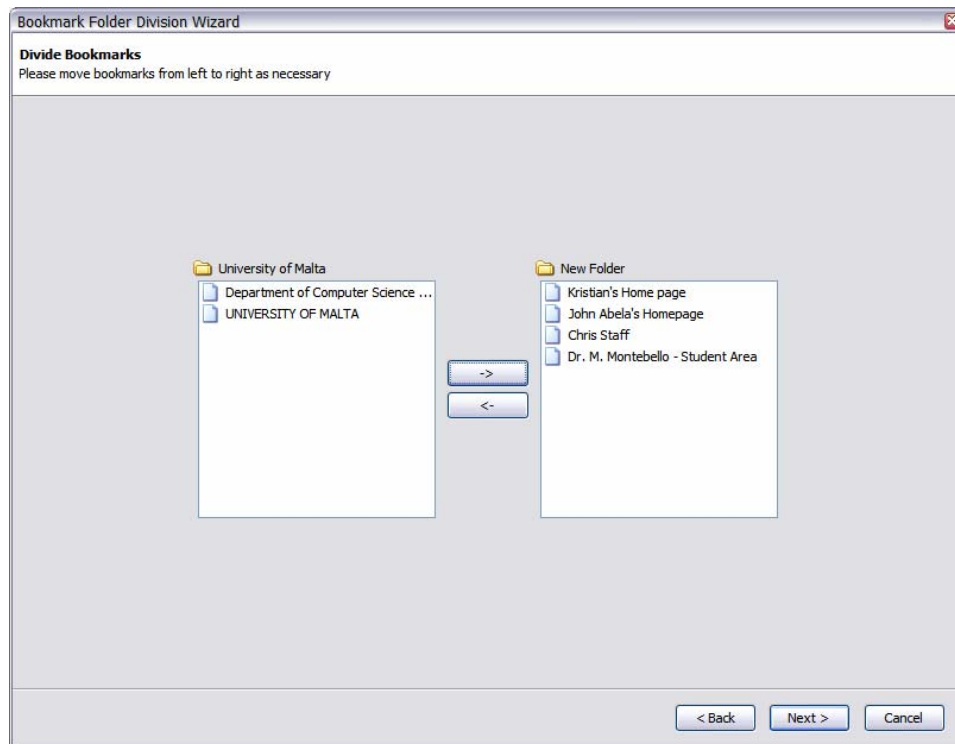 Bookmark Folder Division Wizard
Divide Bookmarks
Please move bookmarks from left to right as necessary
University of Malta
Department of Computer Science ...
UNIVERSITY OF MALTA
->
<-
New Folder
Kristian's Home page
John Abela's Homepage
Chris Staff
Dr. M. Montebello - Student Area
< Back
Next >
Cancel